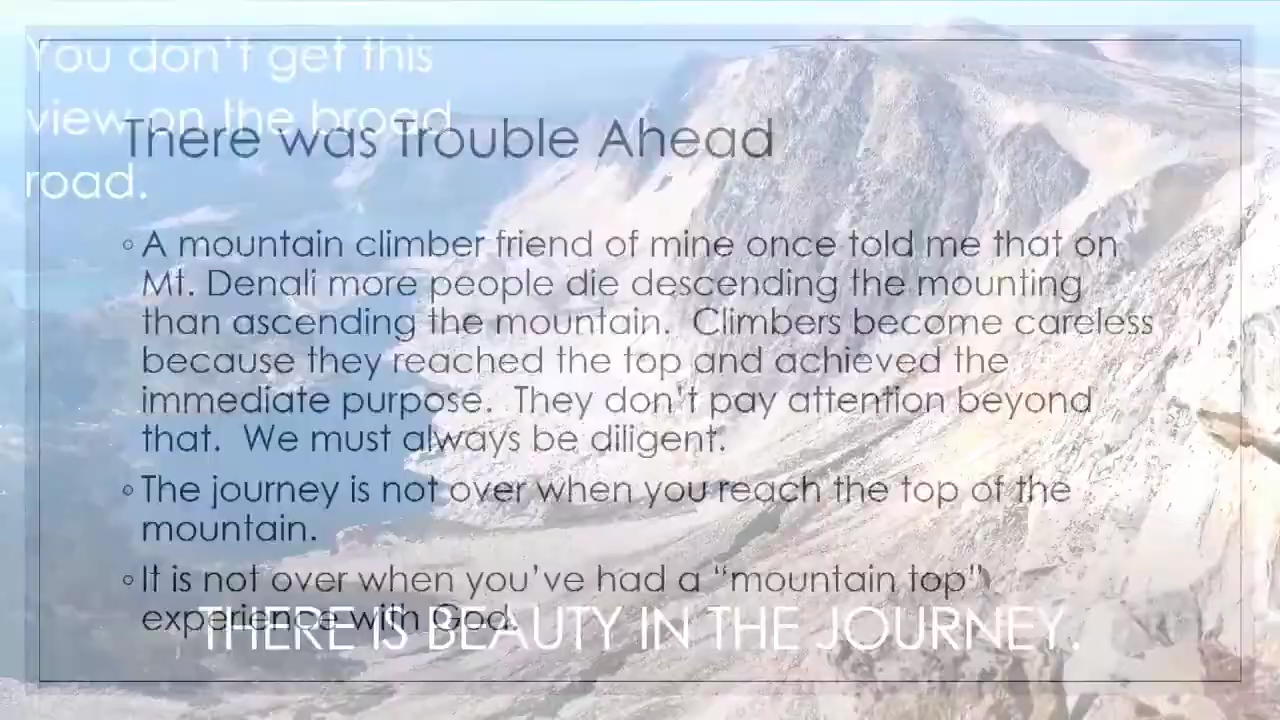 You don't get this
view on the broad
road.
There was Trouble Ahead
◦ A mountain climber friend of mine once told me that on
Mt. Denali more people die descending the mounting
than ascending the mountain. Climbers become careless
because they reached the top and achieved the
immediate purpose. They don't pay attention beyond
that. We must always be diligent.
◦ The journey is not over when you reach the top of the
mountain.
◦ It is not over when you've had a "mountain top"
experience with God.
THERE IS BEAUTY IN THE JOURNEY.